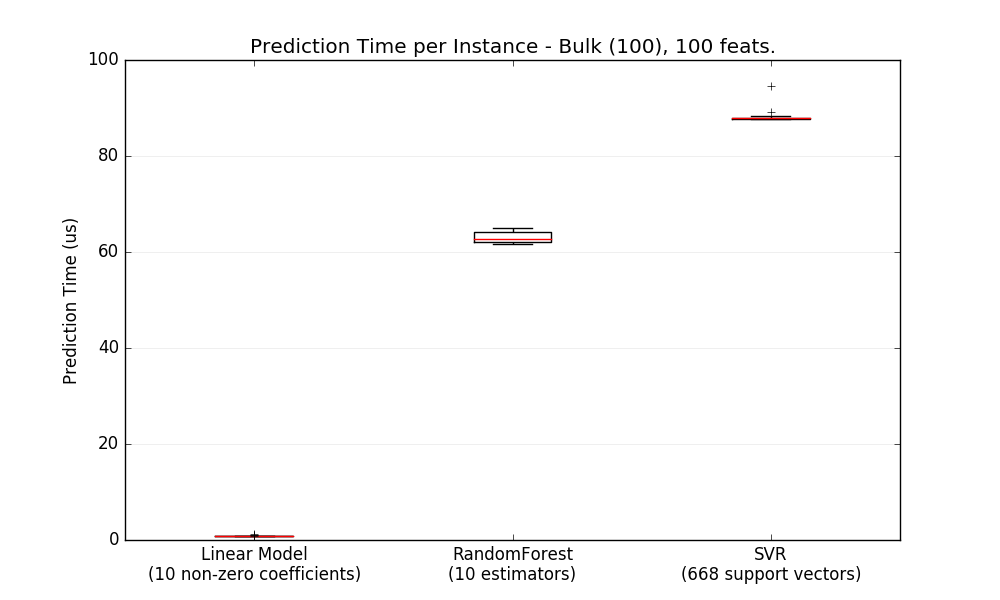 Prediction Time per Instance - Bulk (100), 100 feats.
100
80
60
40
20
0
Prediction Time (us)
Linear Model
(10 non-zero coefficients)
RandomForest
(10 estimators)
SVR
(668 support vectors)